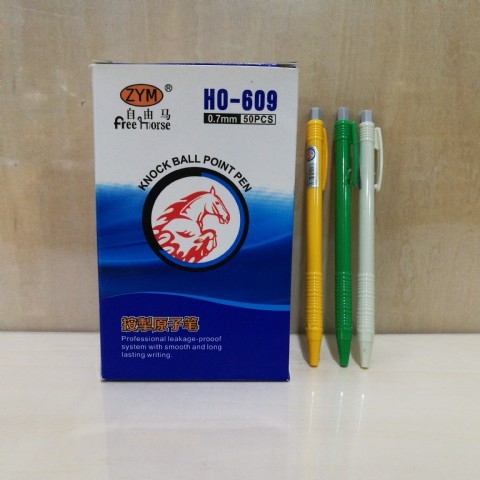 ZYM ®
自由马
free horse
HO-609
0.7mm 50PCS
KNOCK BALL POINT PEN
按掣原子笔
Professional leakage-prooof
system with smooth and long
lasting writing.